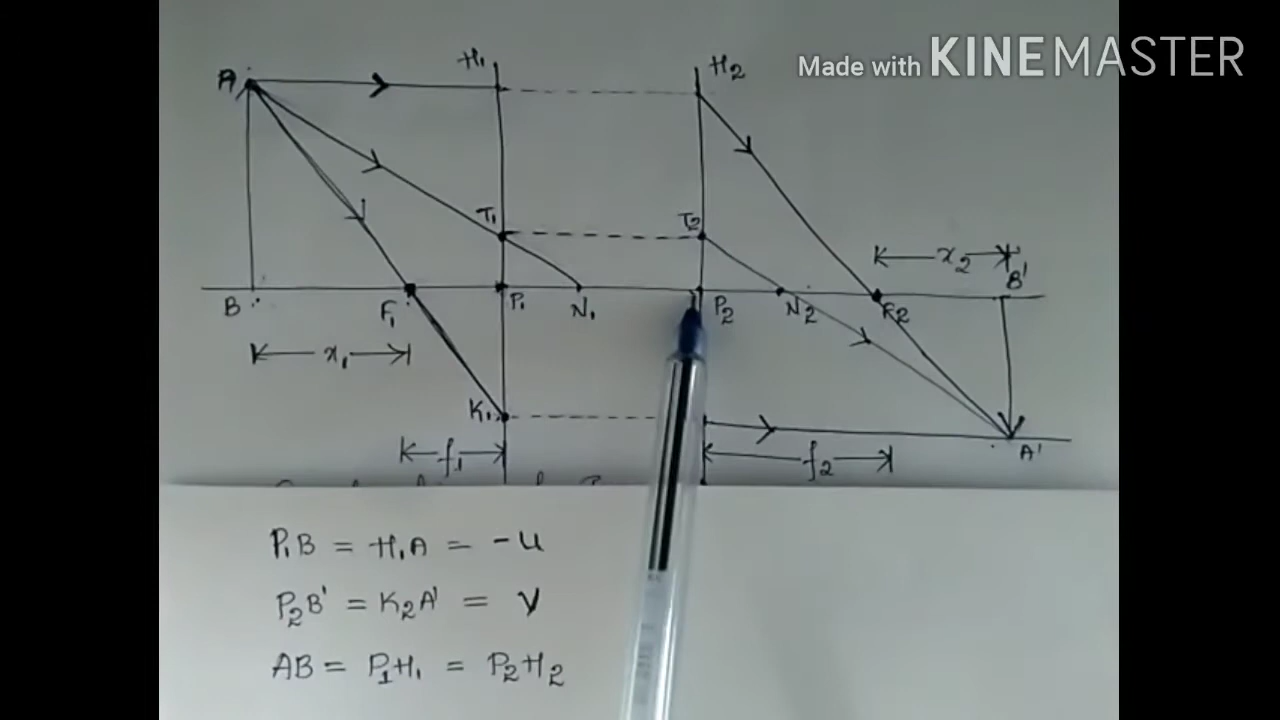 Made with KINEMASTER
A H₁ H₂
T₁ T₂
x₂
B F₁ P₁ N₁ P₂ N₂ F₂ B'
x₁
K₁
f₁ f₂ A'
P₁B = H₁A = -u
P₂B' = K₂A' = v
AB = P₁H₁ = P₂H₂